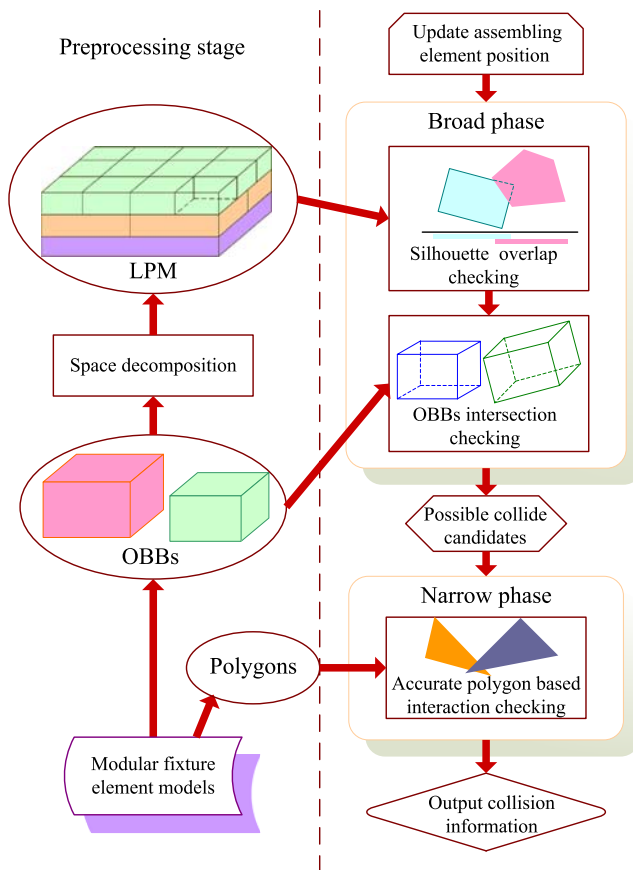 Preprocessing stage
LPM
Space decomposition
OBBs
Polygons
Modular fixture
element models
Update assembling
element position
Broad phase
Silhouette overlap
checking
OBBs intersection
checking
Possible collide
candidates
Narrow phase
Accurate polygon based
interaction checking
Output collision
information